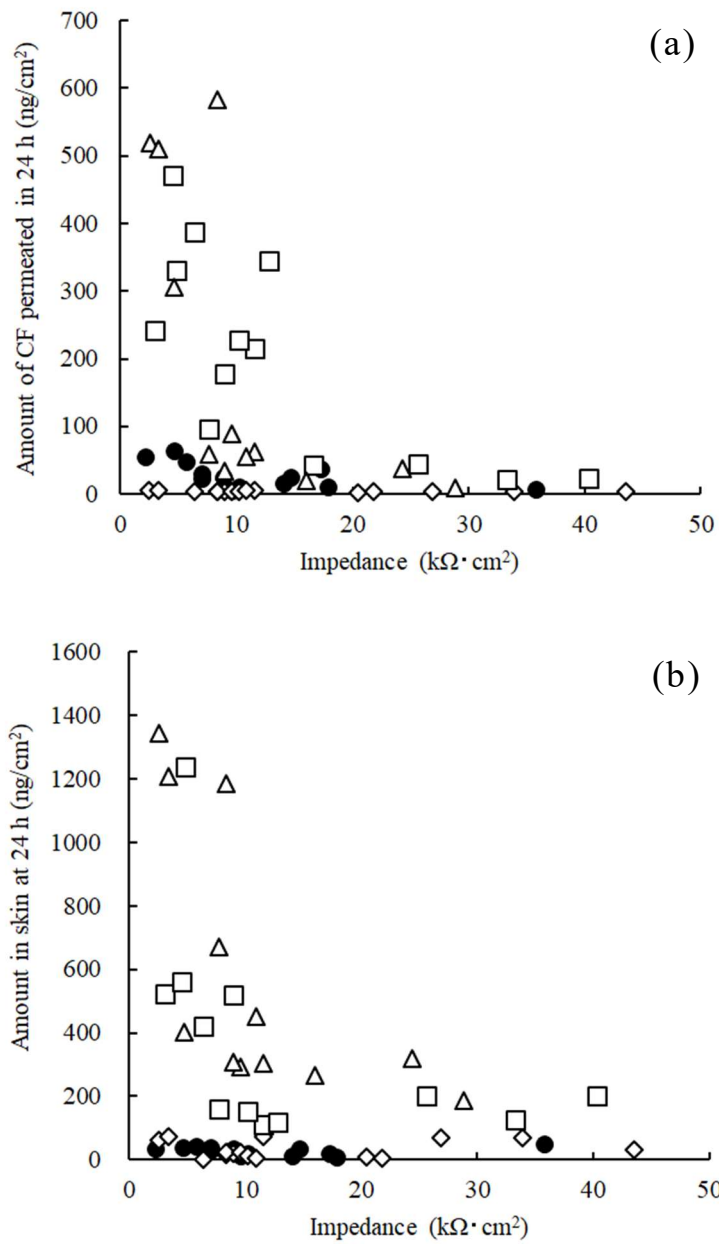 (a)
Amount of CF permeated in 24 h (ng/cm²)
700
600
500
400
300
200
100
0
0 10 20 30 40 50
Impedance (kΩ･cm²)
(b)
Amount in skin at 24 h (ng/cm²)
1600
1400
1200
1000
800
600
400
200
0
0 10 20 30 40 50
Impedance (kΩ･cm²)